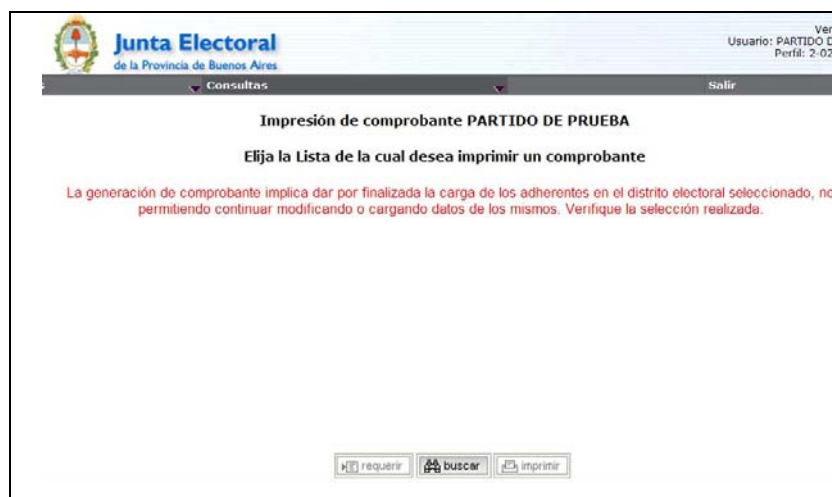 Junta Electoral
de la Provincia de Buenos Aires
Usuario: PARTIDO
Perfil: 2-02
Consultas
Salir
Impresión de comprobante PARTIDO DE PRUEBA
Elija la Lista de la cual desea imprimir un comprobante
La generación de comprobante implica dar por finalizada la carga de los adherentes en el distrito electoral seleccionado, no
permitiendo continuar modificando o cargando datos de los mismos. Verifique la selección realizada.
requerir buscar imprimir